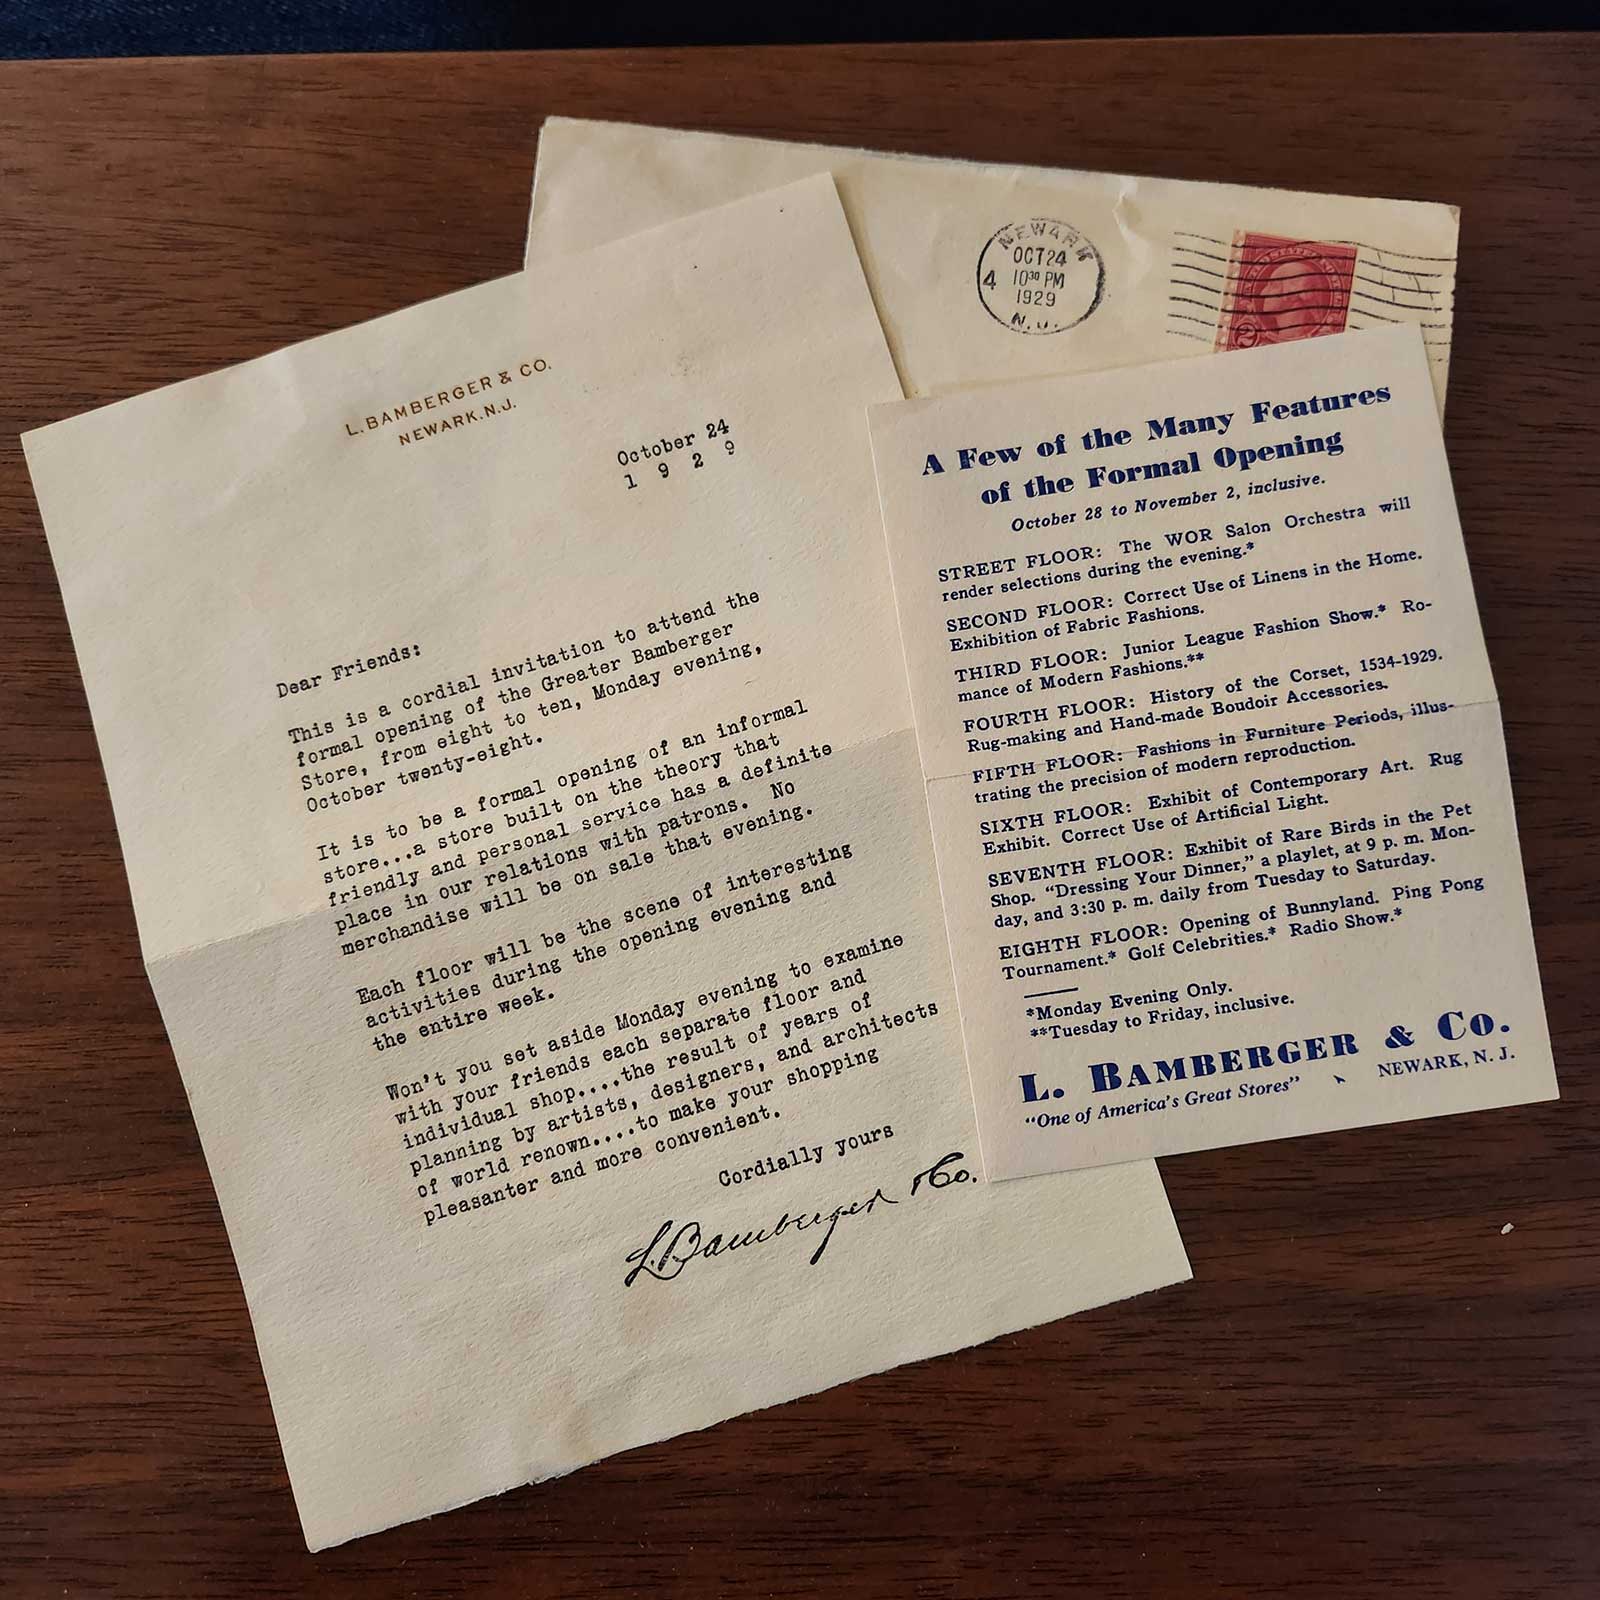 L. BAMBERGER & CO.
NEWARK. N.J.
October 24
1 9 2 9
Dear Friends:
This is a cordial invitation to attend the
formal opening of the Greater Bamberger
Store, from eight to ten, Monday evening,
October twenty-eight.
It is to be a formal opening of an informal
store...a store built on the theory that
friendly and personal service has a definite
place in our relations with patrons. No
merchandise will be on sale that evening.
Each floor will be the scene of interesting
activities during the opening evening and
the entire week.
Won't you set aside Monday evening to examine
with your friends each separate floor and
individual shop....the result of years of
planning by artists, designers, and architects
of world renown....to make your shopping
pleasanter and more convenient.
Cordially yours
L. Bamberger & Co.
NEWARK
OCT 24
4 10 30 PM
1929
N.J.
2
A Few of the Many Features
of the Formal Opening
October 28 to November 2, inclusive.
STREET FLOOR: The WOR Salon Orchestra will
render selections during the evening.*
SECOND FLOOR: Correct Use of Linens in the Home.
Exhibition of Fabric Fashions.
THIRD FLOOR: Junior League Fashion Show.* Ro-
mance of Modern Fashions.**
FOURTH FLOOR: History of the Corset, 1534-1929.
Rug-making and Hand-made Boudoir Accessories.
FIFTH FLOOR: Fashions in Furniture Periods, illus-
trating the precision of modern reproduction.
SIXTH FLOOR: Exhibit of Contemporary Art. Rug
Exhibit. Correct Use of Artificial Light.
SEVENTH FLOOR: Exhibit of Rare Birds in the Pet
Shop. "Dressing Your Dinner," a playlet, at 9 p. m. Mon-
day, and 3:30 p. m. daily from Tuesday to Saturday.
EIGHTH FLOOR: Opening of Bunnyland. Ping Pong
Tournament.* Golf Celebrities.* Radio Show.*
*Monday Evening Only.
**Tuesday to Friday, inclusive.
L. BAMBERGER & CO.
"One of America's Great Stores" NEWARK, N. J.